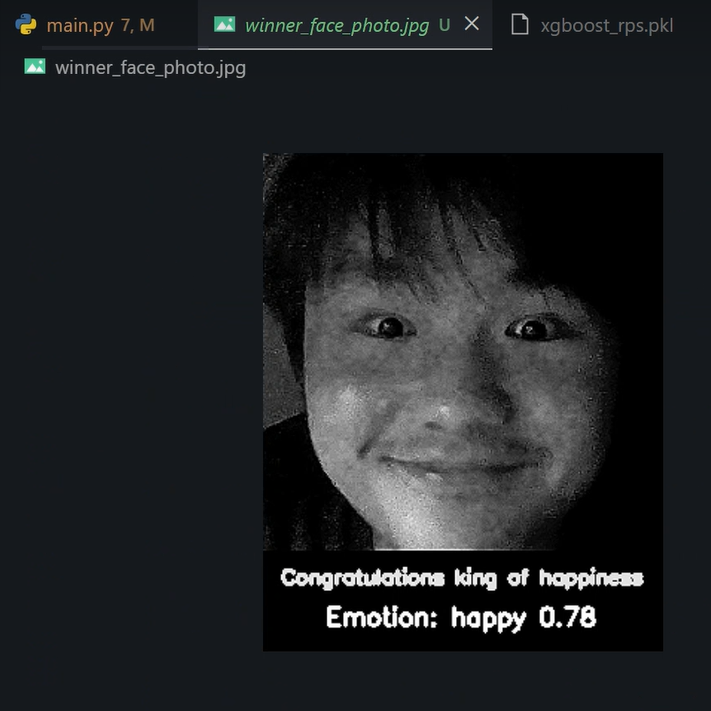 main.py 7, M
winner_face_photo.jpg U
xgboost_rps.pkl
winner_face_photo.jpg
Congratulations king of happiness
Emotion: happy 0.78